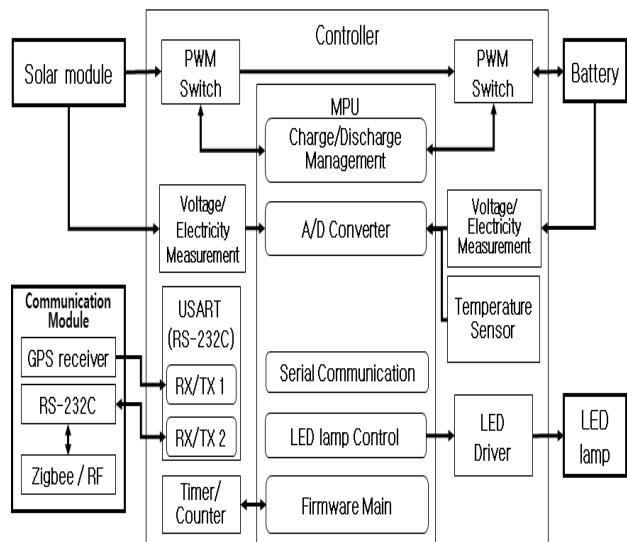 Controller
Solar module
PWM
Switch
PWM
Switch
Battery
MPU
Charge/Discharge
Management
Voltage/
Electricity
Measurement
A/D Converter
Voltage/
Electricity
Measurement
Temperature
Sensor
Communication
Module
GPS receiver
RS-232C
Zigbee / RF
USART
(RS-232C)
RX/TX 1
RX/TX 2
Serial Communication
LED lamp Control
LED
Driver
LED
lamp
Timer/
Counter
Firmware Main